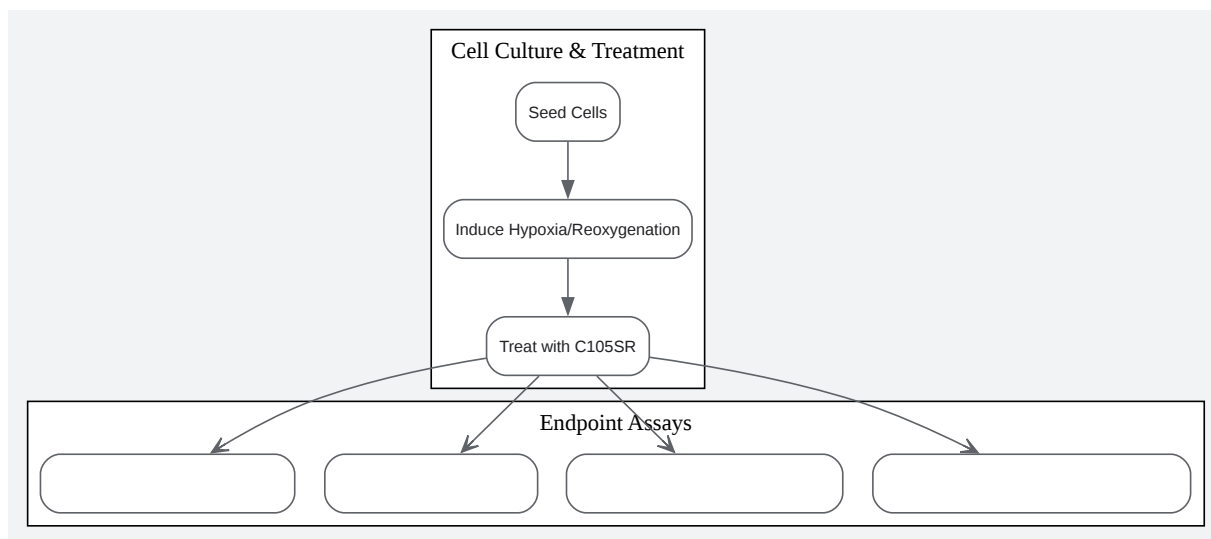 Cell Culture & Treatment
Seed Cells
Induce Hypoxia/Reoxygenation
Treat with C105SR
Endpoint Assays